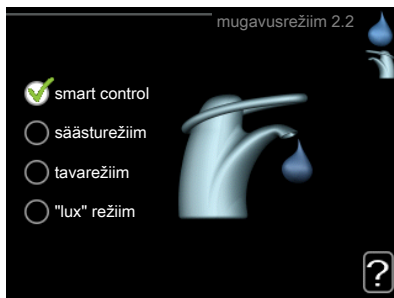 mugavusrežiim 2.2
smart control
säästurežiim
tavarežiim
"lux" režiim
?